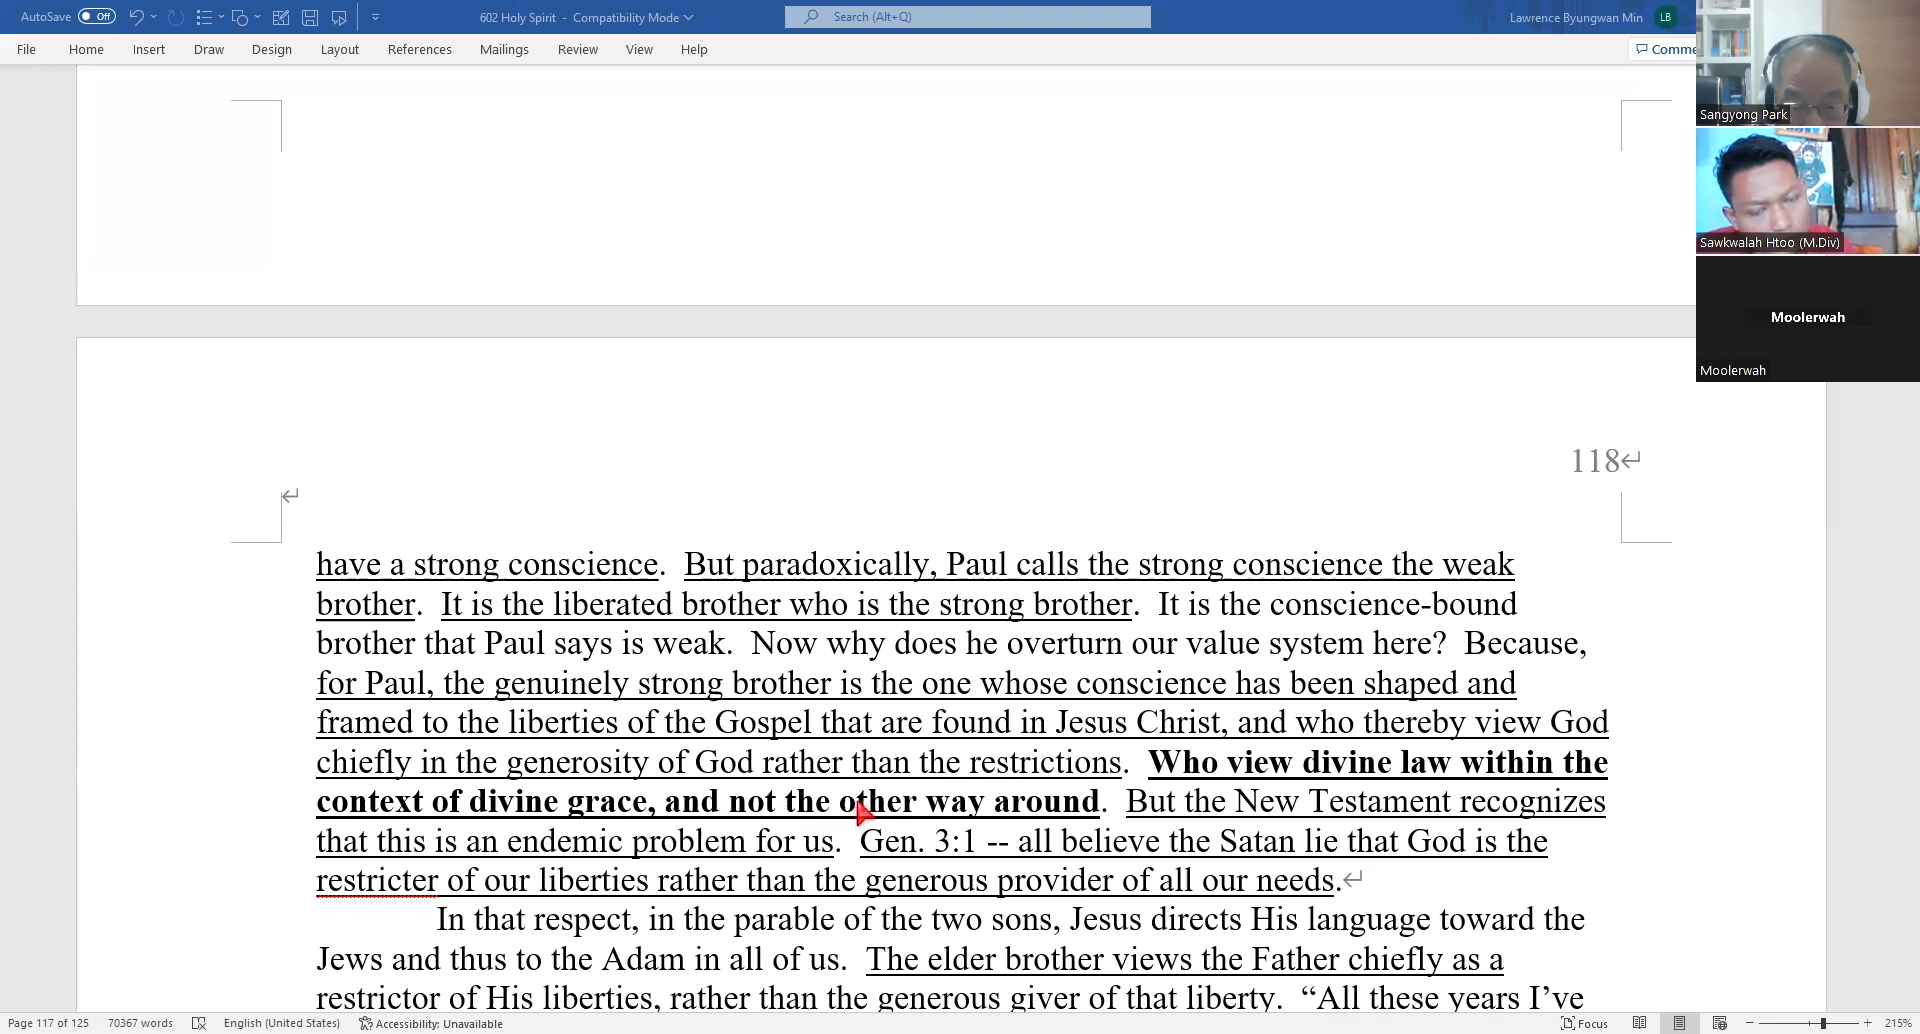 AutoSave Off 602 Holy Spirit - Compatibility Mode Search (Alt+Q) Lawrence Byungwan Min LB
File Home Insert Draw Design Layout References Mailings Review View Help Comme
Sangyong Park
Sawkwalah Htoo (M.Div)
Moolerwah
Moolerwah
118
have a strong conscience. But paradoxically, Paul calls the strong conscience the weak
brother. It is the liberated brother who is the strong brother. It is the conscience-bound
brother that Paul says is weak. Now why does he overturn our value system here? Because,
for Paul, the genuinely strong brother is the one whose conscience has been shaped and
framed to the liberties of the Gospel that are found in Jesus Christ, and who thereby view God
chiefly in the generosity of God rather than the restrictions. Who view divine law within the
context of divine grace, and not the other way around. But the New Testament recognizes
that this is an endemic problem for us. Gen. 3:1 -- all believe the Satan lie that God is the
restricter of our liberties rather than the generous provider of all our needs.
In that respect, in the parable of the two sons, Jesus directs His language toward the
Jews and thus to the Adam in all of us. The elder brother views the Father chiefly as a
restrictor of His liberties, rather than the generous giver of that liberty. “All these years I’ve
Page 117 of 125 70367 words English (United States) Accessibility: Unavailable Focus 215%